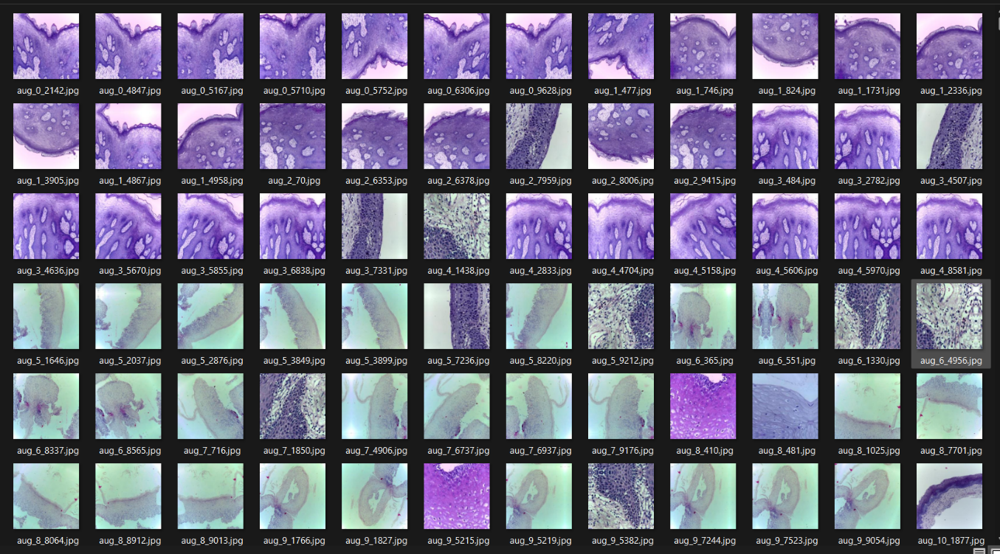 aug_0_2142.jpg aug_0_4847.jpg aug_0_5167.jpg aug_0_5710.jpg aug_0_5752.jpg aug_0_6306.jpg aug_0_9628.jpg aug_1_477.jpg aug_1_746.jpg aug_1_824.jpg aug_1_1731.jpg aug_1_2336.jpg
aug_1_3905.jpg aug_1_4867.jpg aug_1_4958.jpg aug_2_70.jpg aug_2_6353.jpg aug_2_6378.jpg aug_2_7959.jpg aug_2_8006.jpg aug_2_9415.jpg aug_3_484.jpg aug_3_2782.jpg aug_3_4507.jpg
aug_3_4636.jpg aug_3_5670.jpg aug_3_5855.jpg aug_3_6838.jpg aug_3_7331.jpg aug_4_1438.jpg aug_4_2833.jpg aug_4_4704.jpg aug_4_5158.jpg aug_4_5606.jpg aug_4_5970.jpg aug_4_8581.jpg
aug_5_1646.jpg aug_5_2037.jpg aug_5_2876.jpg aug_5_3849.jpg aug_5_3899.jpg aug_5_7236.jpg aug_5_8220.jpg aug_5_9212.jpg aug_6_365.jpg aug_6_551.jpg aug_6_1330.jpg aug_6_4956.jpg
aug_6_8337.jpg aug_6_8565.jpg aug_7_716.jpg aug_7_1850.jpg aug_7_4906.jpg aug_7_6737.jpg aug_7_6937.jpg aug_7_9176.jpg aug_8_410.jpg aug_8_481.jpg aug_8_1025.jpg aug_8_7701.jpg
aug_8_8064.jpg aug_8_8912.jpg aug_8_9013.jpg aug_9_1766.jpg aug_9_1827.jpg aug_9_5215.jpg aug_9_5219.jpg aug_9_5382.jpg aug_9_7244.jpg aug_9_7523.jpg aug_9_9054.jpg aug_10_1877.jpg